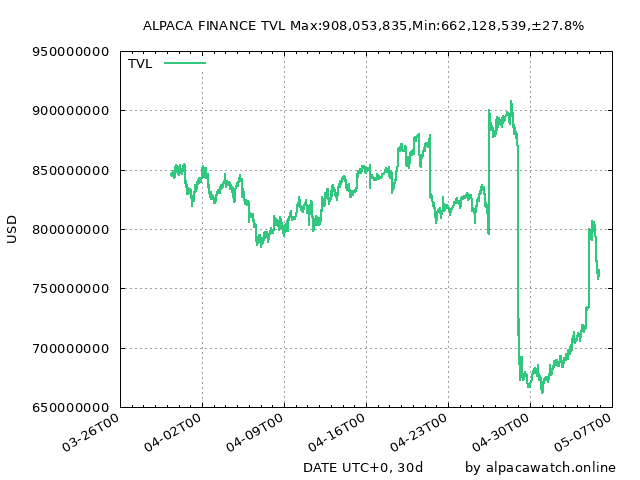 ALPACA FINANCE TVL Max:908,053,835,Min:662,128,539,±27.8%
950000000
TVL
900000000
850000000
800000000
USD
750000000
700000000
650000000
03-26T00 04-02T00 04-09T00 04-16T00 04-23T00 04-30T00 05-07T00
DATE UTC+0, 30d by alpacawatch.online